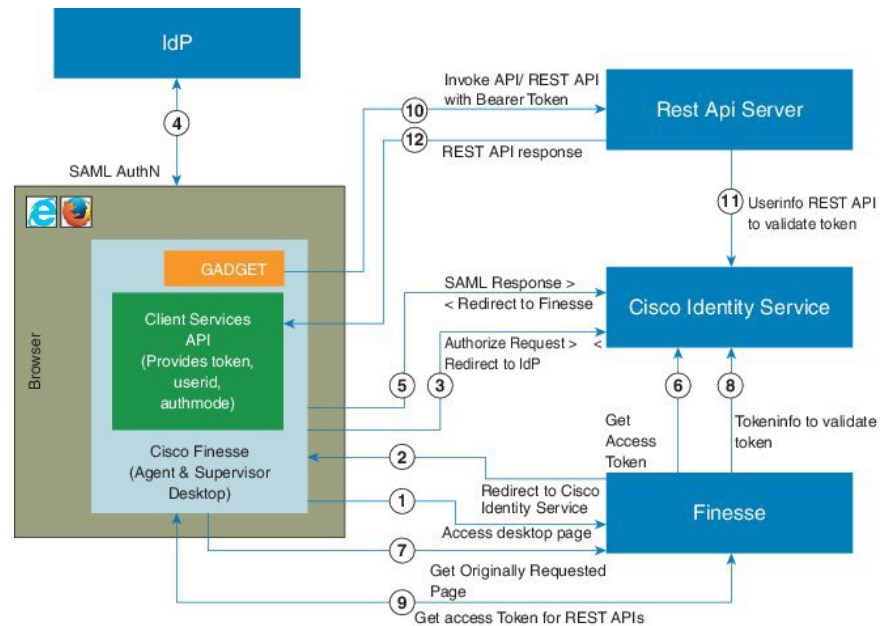 IdP
4
SAML AuthN
Invoke API/ REST API
with Bearer Token
10
Rest Api Server
12
REST API response
11
Userinfo REST API
to validate token
Browser
GADGET
Client Services
API
(Provides token,
userid,
authmode)
Cisco Finesse
(Agent & Supervisor
Desktop)
SAML Response >
< Redirect to Finesse
Cisco Identity Service
Authorize Request > <
Redirect to IdP
5
3
6
8
Get
Access
Token
Tokeninfo to validate
token
2
Redirect to Cisco
Identity Service
1
Access desktop page
Finesse
7
Get Originally Requested
Page
9
Get access Token for REST APIs